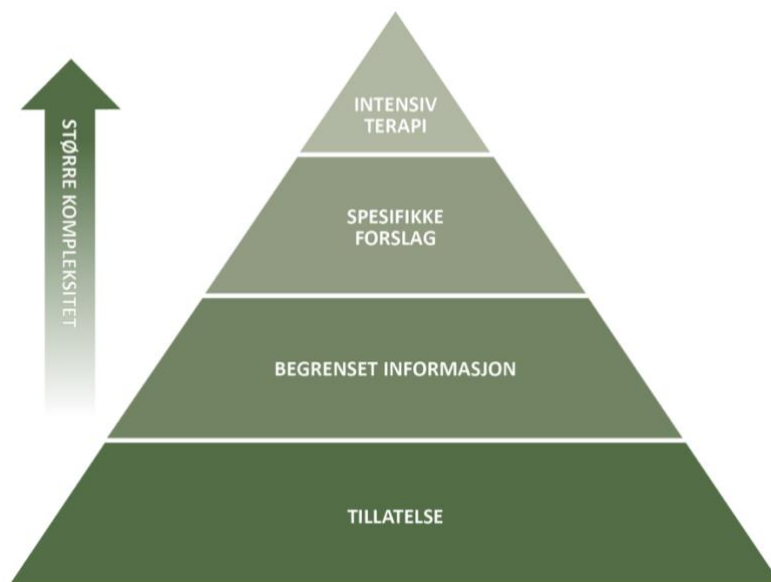 STØRRE KOMPLEKSITET
INTENSIV
TERAPI
SPESIFIKKE
FORSLAG
BEGRENSET INFORMASJON
TILLATELSE